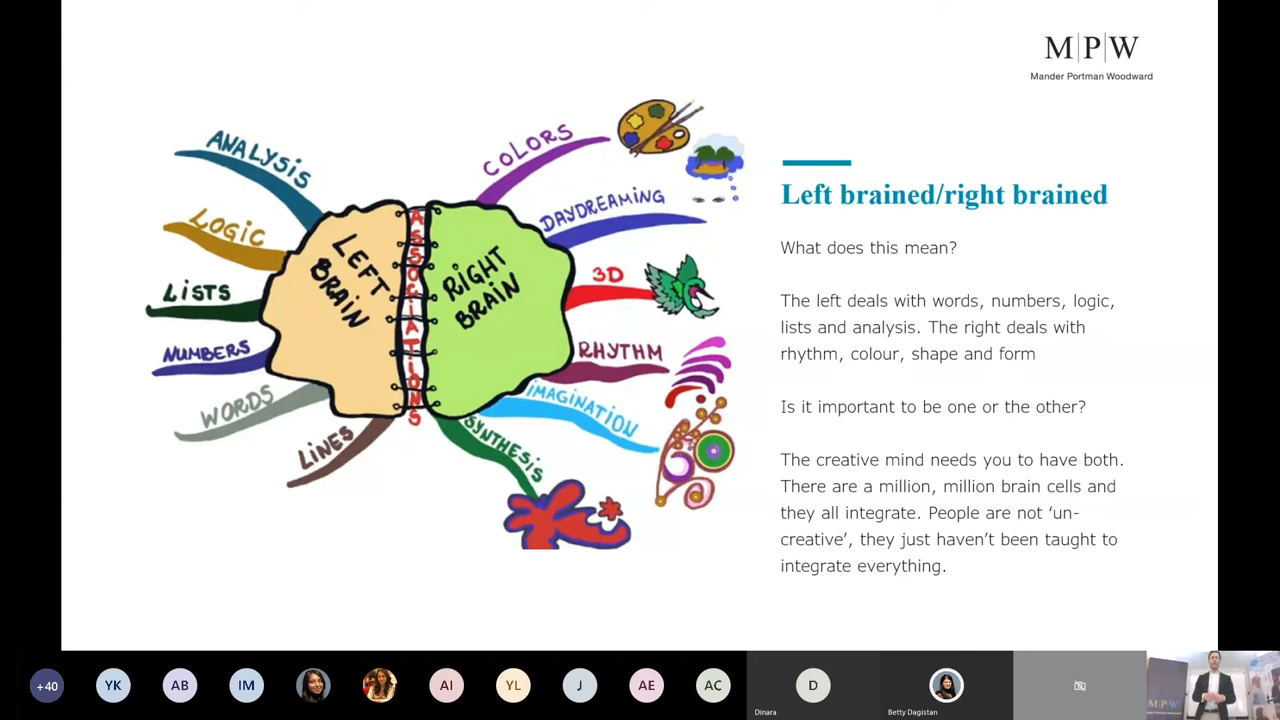 M|P|W
Mander Portman Woodward
ANALYSIS
LOGIC
LISTS
NUMBERS
WORDS
LINES
LEFT
BRAIN
ASSOCIATIONS
RIGHT
BRAIN
COLORS
DAYDREAMING
3D
RHYTHM
IMAGINATION
SYNTHESIS
Left brained/right brained
What does this mean?
The left deals with words, numbers, logic,
lists and analysis. The right deals with
rhythm, colour, shape and form
Is it important to be one or the other?
The creative mind needs you to have both.
There are a million, million brain cells and
they all integrate. People are not ‘un-
creative’, they just haven’t been taught to
integrate everything.
+40
YK
AB
IM
AI
YL
J
AE
AC
D
Dinara
Betty Dagistan
M|P|W